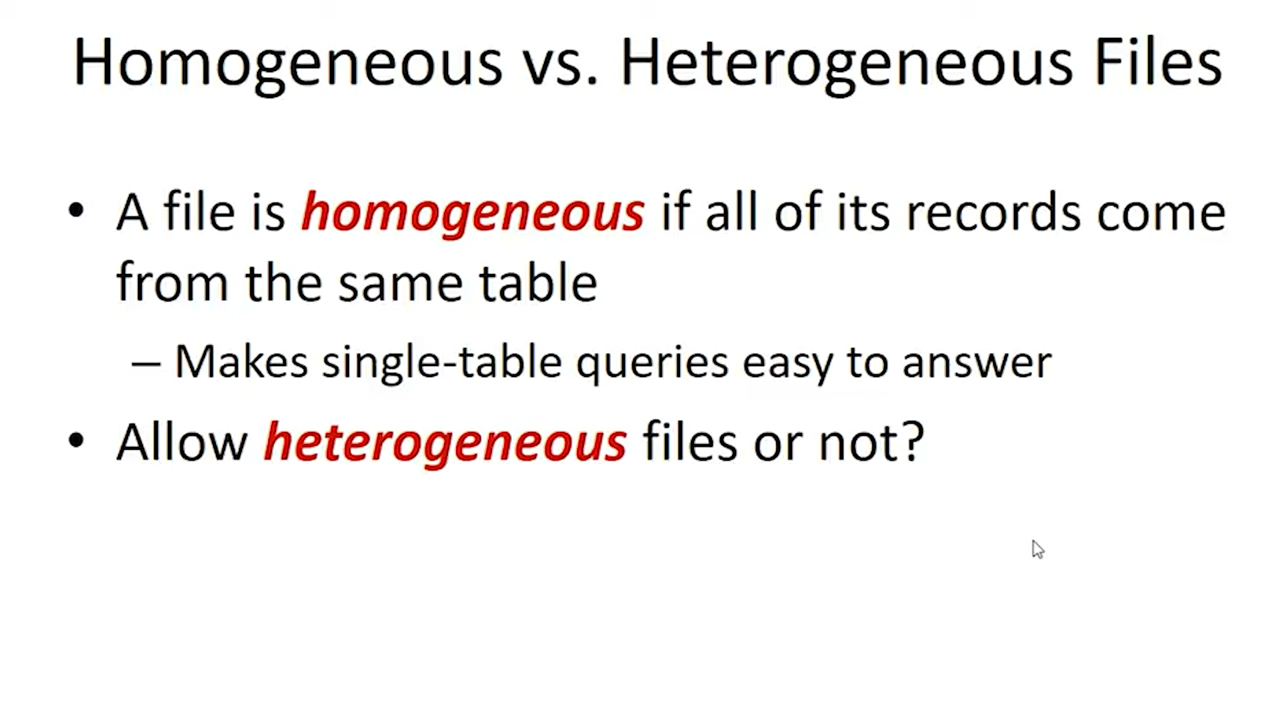 Homogeneous vs. Heterogeneous Files
• A file is homogeneous if all of its records come
from the same table
– Makes single-table queries easy to answer
• Allow heterogeneous files or not?